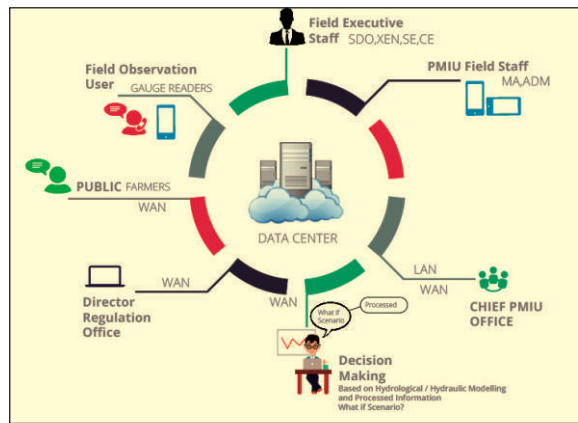 Field Executive
Staff SDO,XEN,SE,CE
Field Observation
User
GAUGE READERS
PMIU Field Staff
MA,ADM
PUBLIC FARMERS
WAN
DATA CENTER
WAN
Director
Regulation
Office
WAN
LAN
WAN
CHIEF PMIU
OFFICE
What if
Scenario
Processed
Decision
Making
Based on Hydrological / Hydraulic Modelling
and Processed Information
What if Scenario?